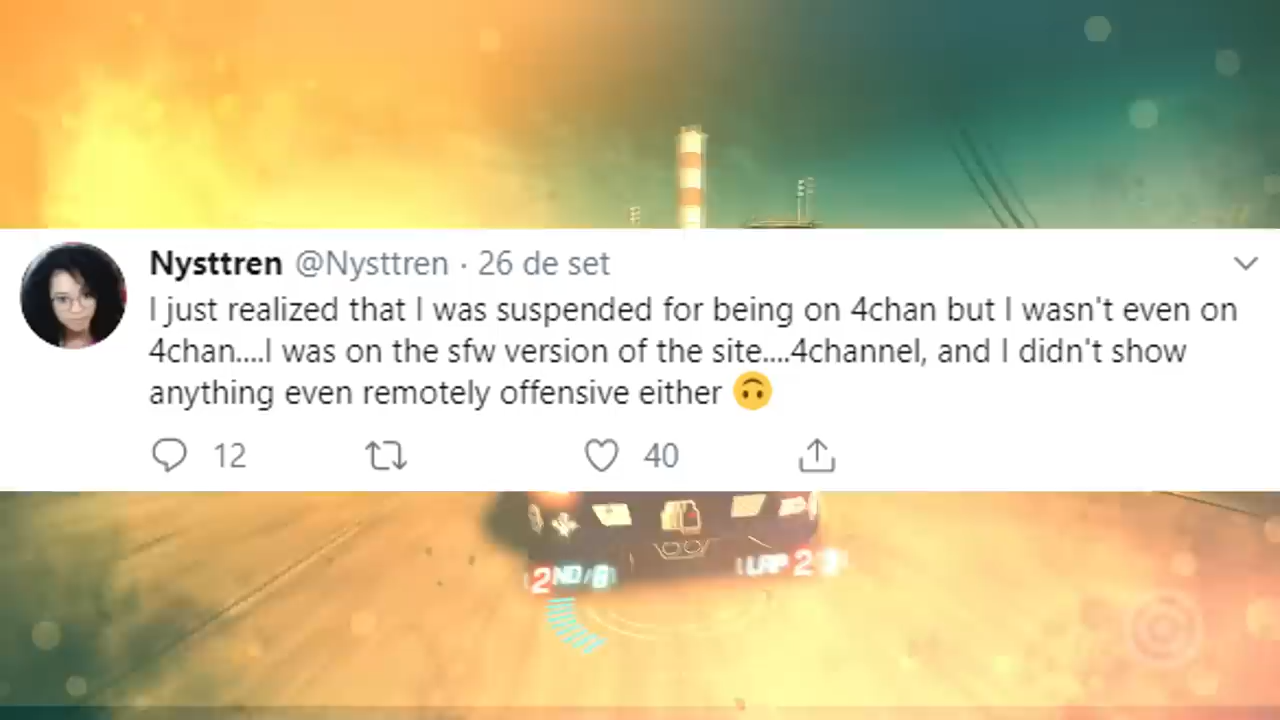 Nysttren @Nysttren · 26 de set
I just realized that I was suspended for being on 4chan but I wasn't even on
4chan....I was on the sfw version of the site....4channel, and I didn't show
anything even remotely offensive either 🙃
12 40
2ND/8 LAP 2